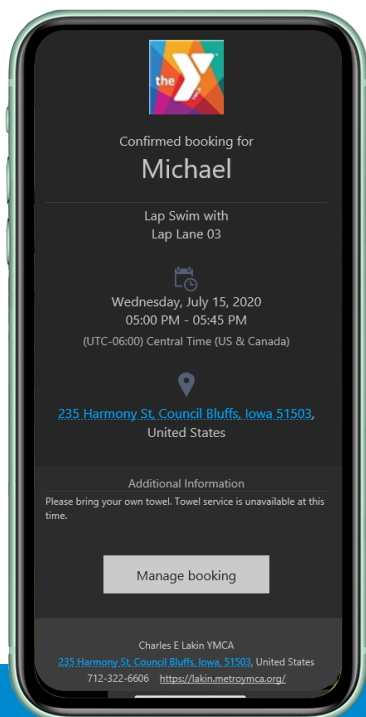 the Y
Confirmed booking for
Michael
Lap Swim with
Lap Lane 03
Wednesday, July 15, 2020
05:00 PM - 05:45 PM
(UTC-06:00) Central Time (US & Canada)
235 Harmony St, Council Bluffs, Iowa 51503,
United States
Additional Information
Please bring your own towel. Towel service is unavailable at this
time.
Manage booking
Charles E Lakin YMCA
235 Harmony St, Council Bluffs, Iowa, 51503, United States
712-322-6606 https://lakin.metroymca.org/